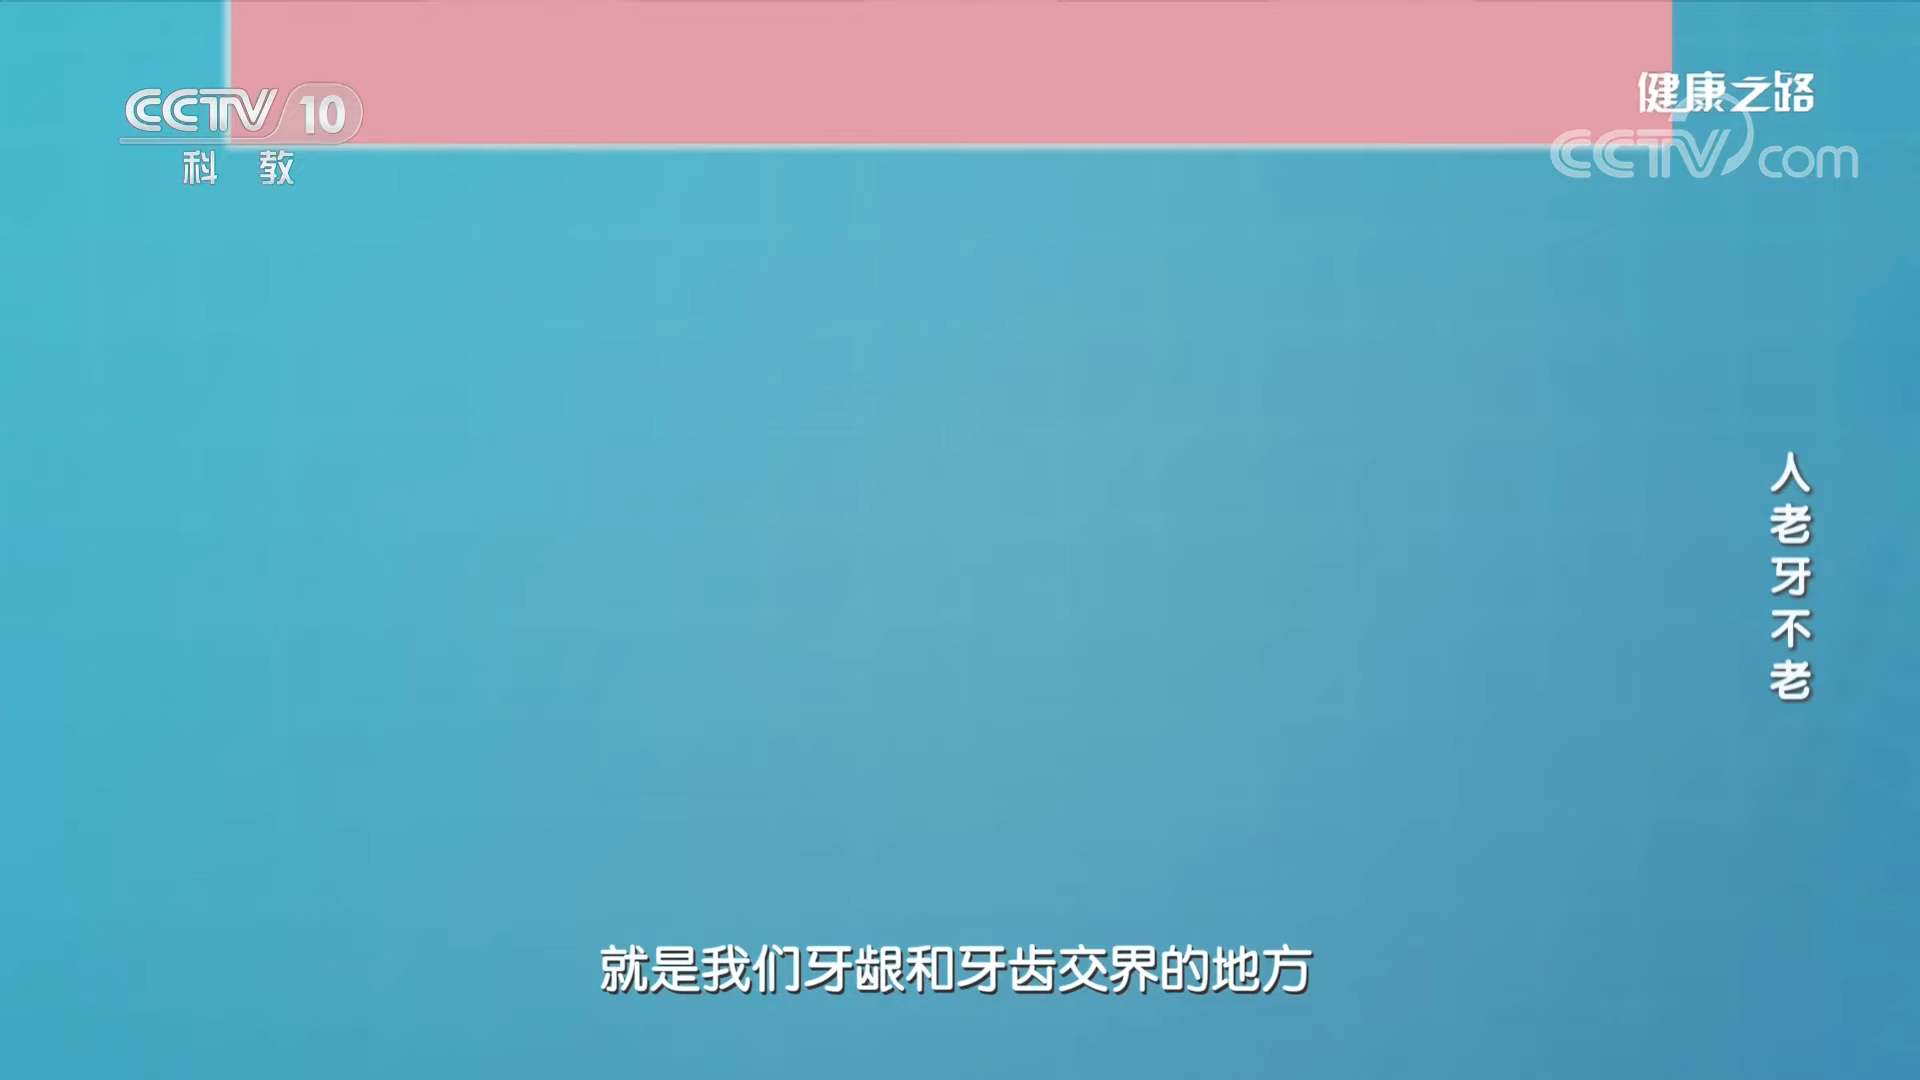 CCTV 10
科 教
健康之路
CCTV com
人老牙不老
就是我们牙龈和牙齿交界的地方